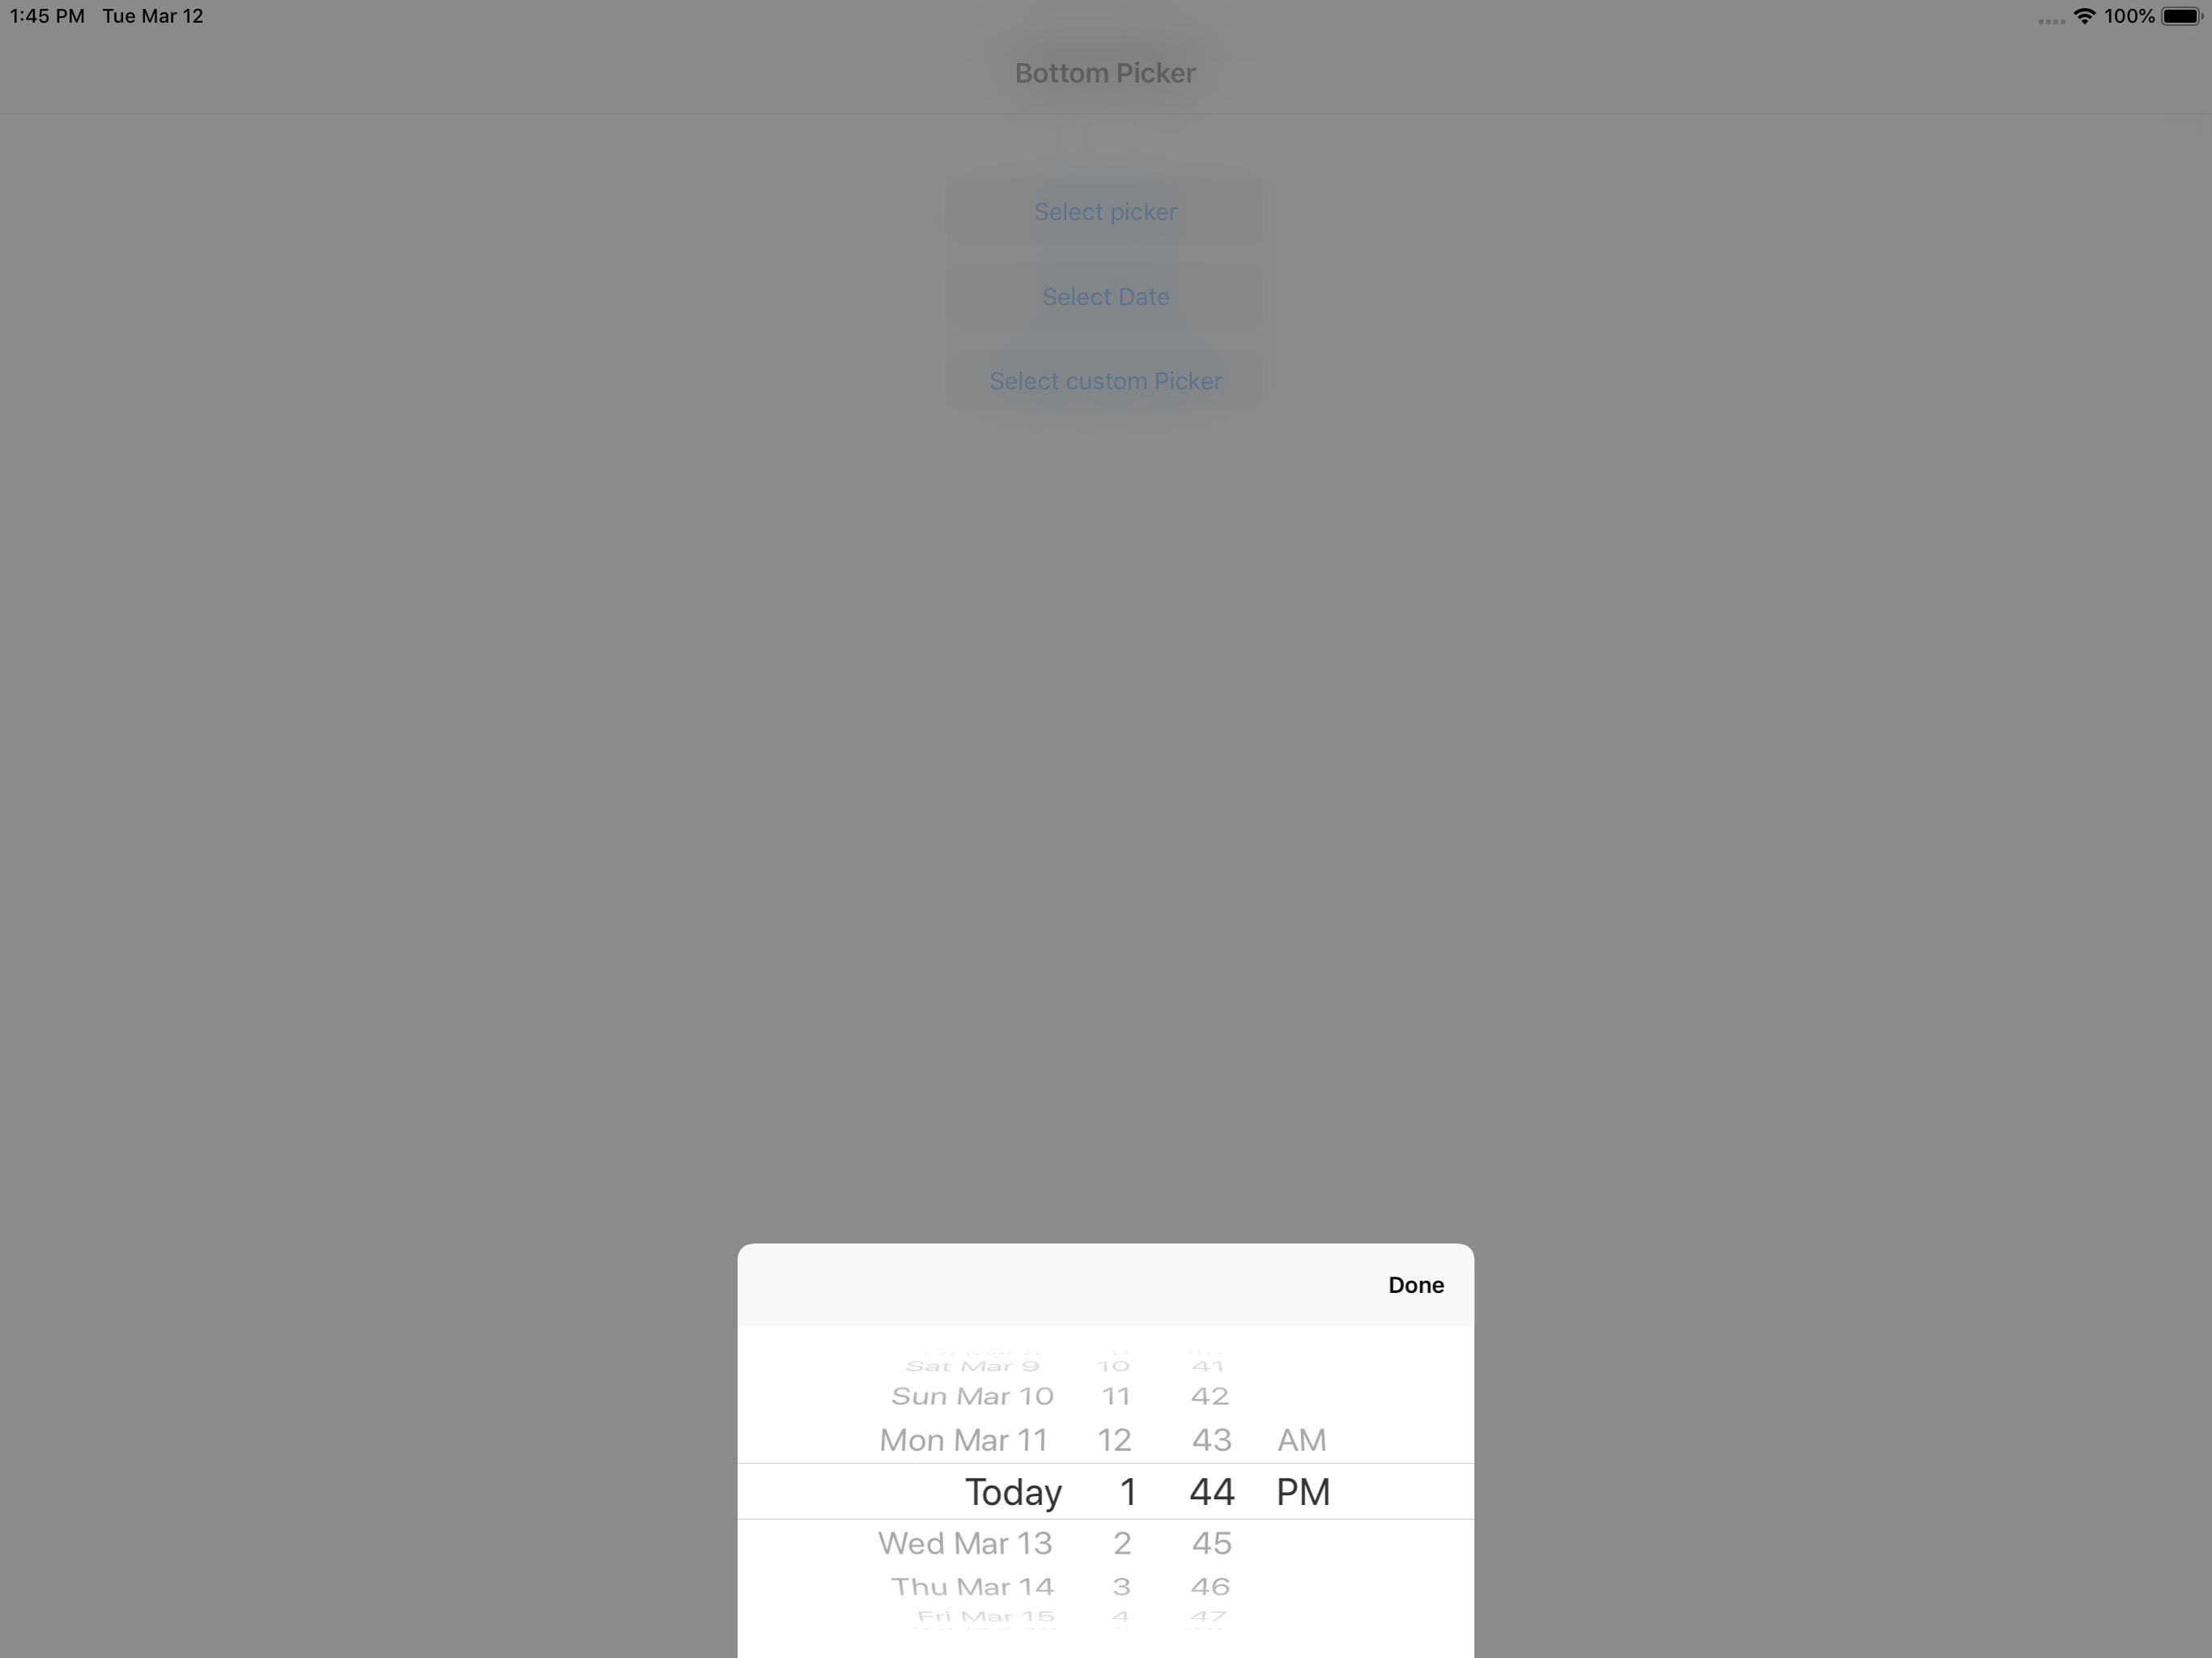 1:45 PM Tue Mar 12 100%
Bottom Picker
Select picker
Select Date
Select custom Picker
Done
Sat Mar 9 10 41
Sun Mar 10 11 42
Mon Mar 11 12 43 AM
Today 1 44 PM
Wed Mar 13 2 45
Thu Mar 14 3 46
Fri Mar 15 4 47